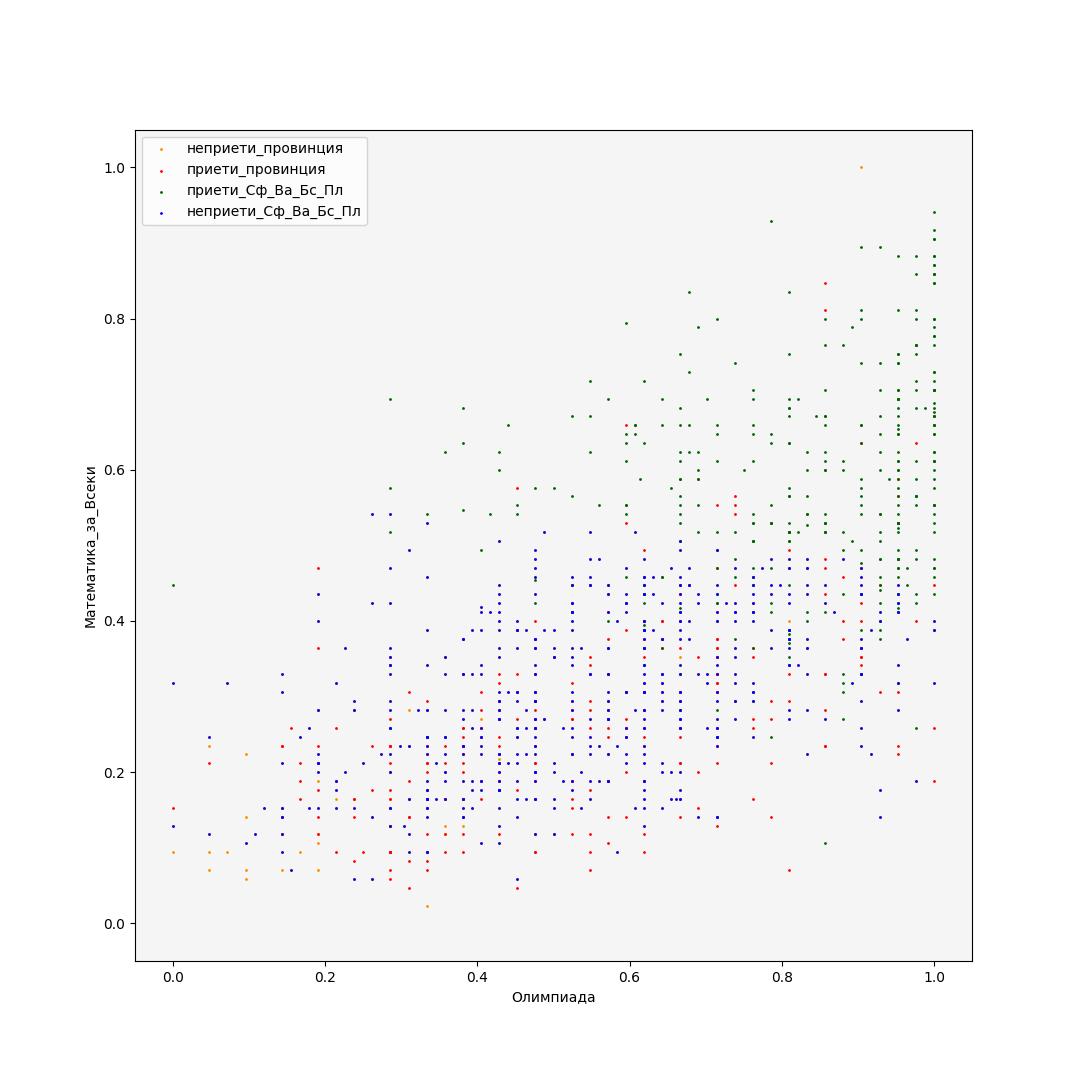 неприети_провинция
приети_провинция
приети_Сф_Ва_Бс_Пл
неприети_Сф_Ва_Бс_Пл
1.0
0.8
0.6
0.4
0.2
0.0
Математика_за_Всеки
0.0 0.2 0.4 0.6 0.8 1.0
Олимпиада